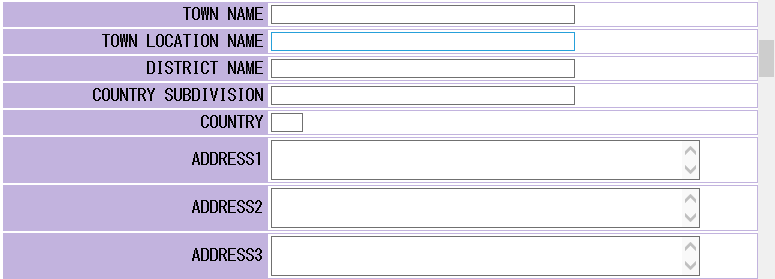 TOWN NAME
TOWN LOCATION NAME
DISTRICT NAME
COUNTRY SUBDIVISION
COUNTRY
ADDRESS1
ADDRESS2
ADDRESS3